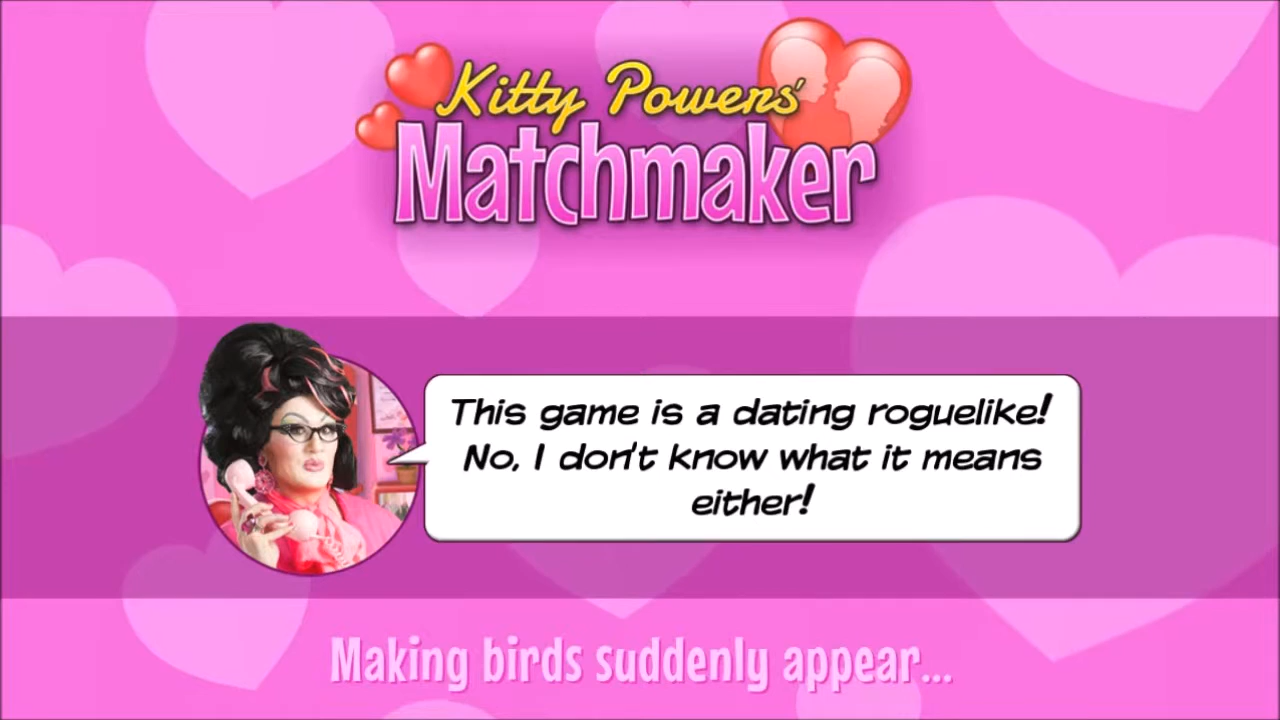 Kitty Powers'
Matchmaker
This game is a dating roguelike!
No, I don't know what it means
either!
Making birds suddenly appear...